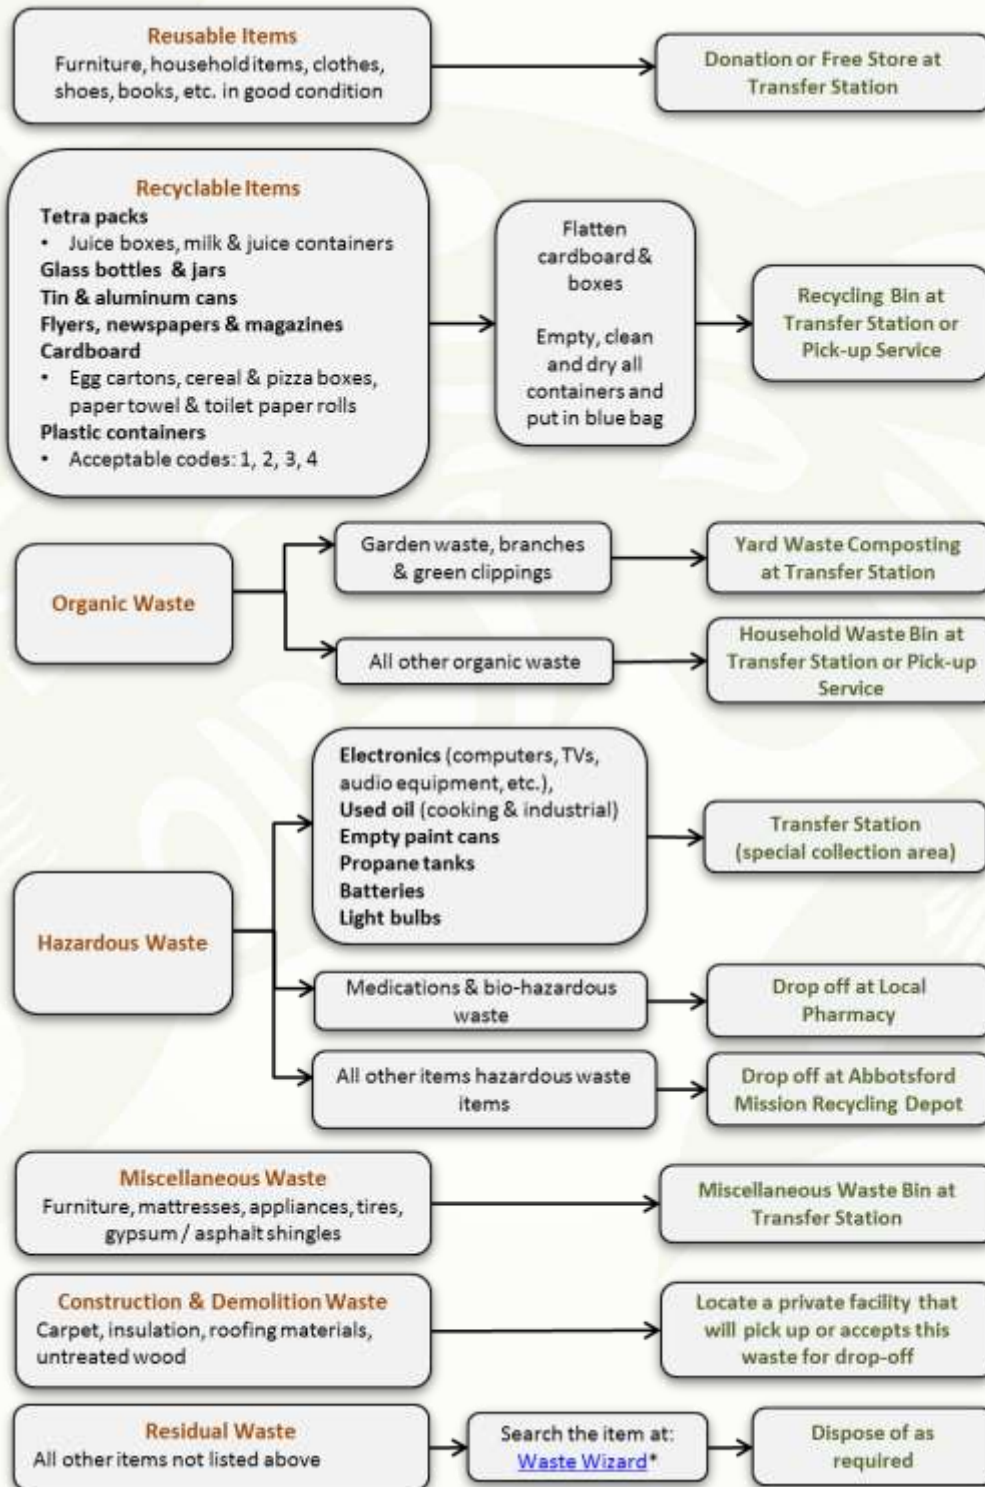 Reusable Items
Furniture, household items, clothes,
shoes, books, etc. in good condition
Donation or Free Store at
Transfer Station
Recyclable Items
Tetra packs
• Juice boxes, milk & juice containers
Glass bottles & jars
Tin & aluminum cans
Flyers, newspapers & magazines
Cardboard
• Egg cartons, cereal & pizza boxes,
paper towel & toilet paper rolls
Plastic containers
• Acceptable codes: 1, 2, 3, 4
Flatten
cardboard &
boxes
Empty, clean
and dry all
containers and
put in blue bag
Recycling Bin at
Transfer Station or
Pick-up Service
Organic Waste
Garden waste, branches
& green clippings
Yard Waste Composting
at Transfer Station
All other organic waste
Household Waste Bin at
Transfer Station or Pick-up
Service
Hazardous Waste
Electronics (computers, TVs,
audio equipment, etc.),
Used oil (cooking & industrial)
Empty paint cans
Propane tanks
Batteries
Light bulbs
Transfer Station
(special collection area)
Medications & bio-hazardous
waste
Drop off at Local
Pharmacy
All other items hazardous waste
items
Drop off at Abbotsford
Mission Recycling Depot
Miscellaneous Waste
Furniture, mattresses, appliances, tires,
gypsum / asphalt shingles
Miscellaneous Waste Bin at
Transfer Station
Construction & Demolition Waste
Carpet, insulation, roofing materials,
untreated wood
Locate a private facility that
will pick up or accepts this
waste for drop-off
Residual Waste
All other items not listed above
Search the item at:
Waste Wizard*
Dispose of as
required